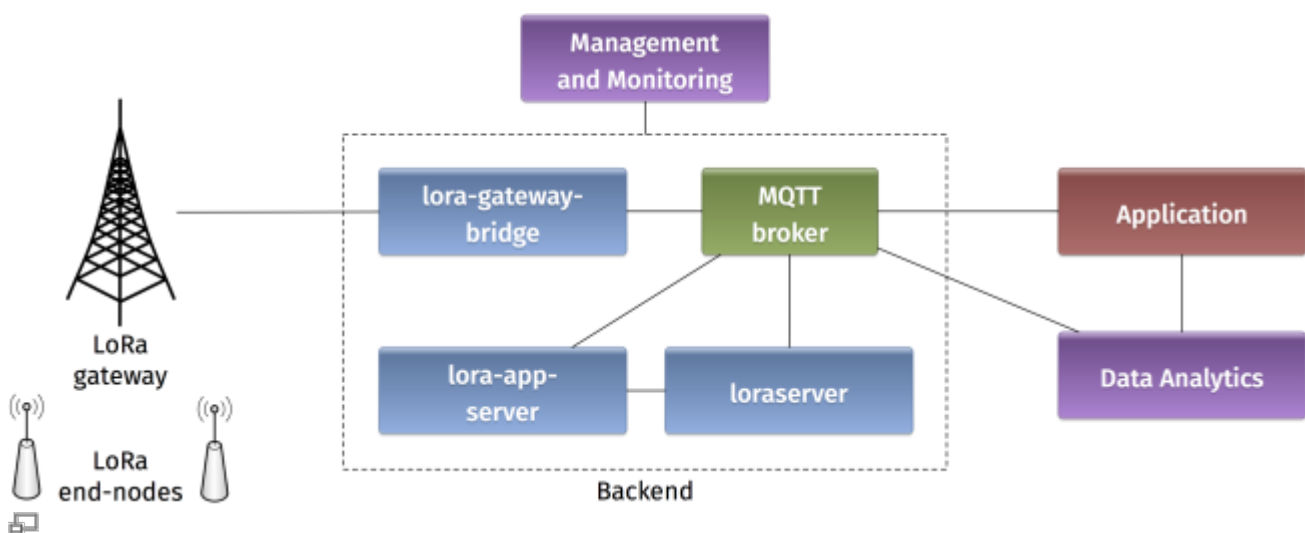 Management
and Monitoring
lora-gateway-
bridge
MQTT
broker
Application
LoRa
gateway
lora-app-
server
loraserver
Data Analytics
LoRa
end-nodes
Backend